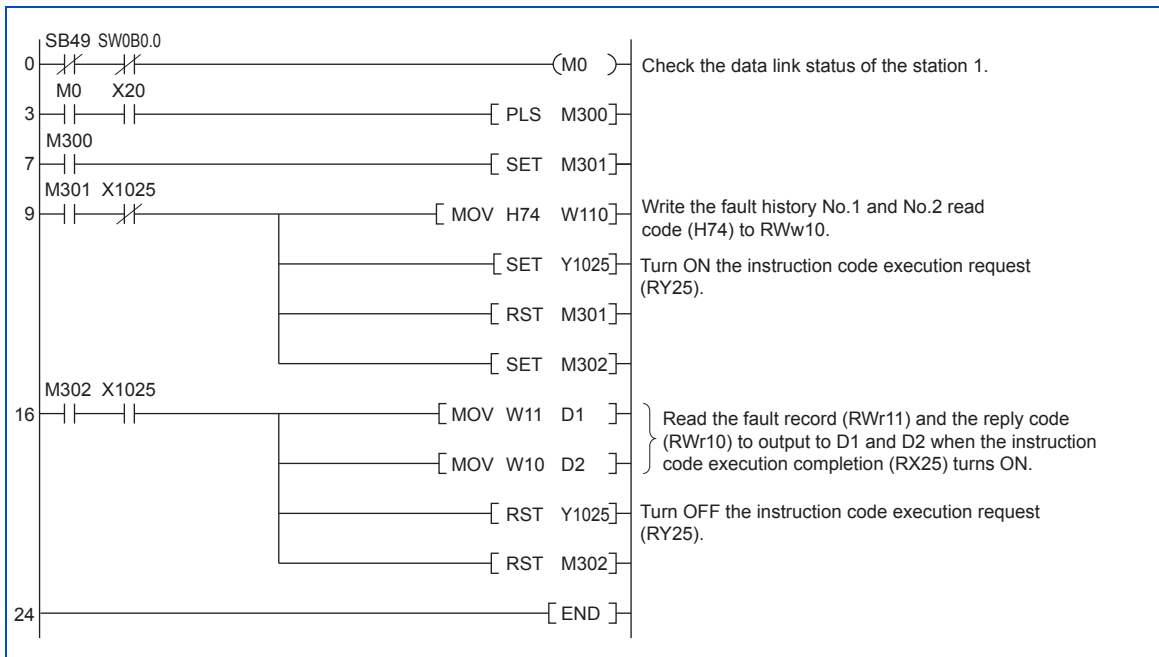 SB49 SW0B0.0
0 (M0 ) Check the data link status of the station 1.
M0 X20
3 [ PLS M300]
M300
7 [ SET M301]
M301 X1025
9 [ MOV H74 W110] Write the fault history No.1 and No.2 read
code (H74) to RWw10.
[ SET Y1025] Turn ON the instruction code execution request
(RY25).
[ RST M301]
[ SET M302]
M302 X1025
16 [ MOV W11 D1 ] Read the fault record (RWr11) and the reply code
(RWr10) to output to D1 and D2 when the instruction
[ MOV W10 D2 ] code execution completion (RX25) turns ON.
[ RST Y1025] Turn OFF the instruction code execution request
(RY25).
[ RST M302]
24 [ END ]